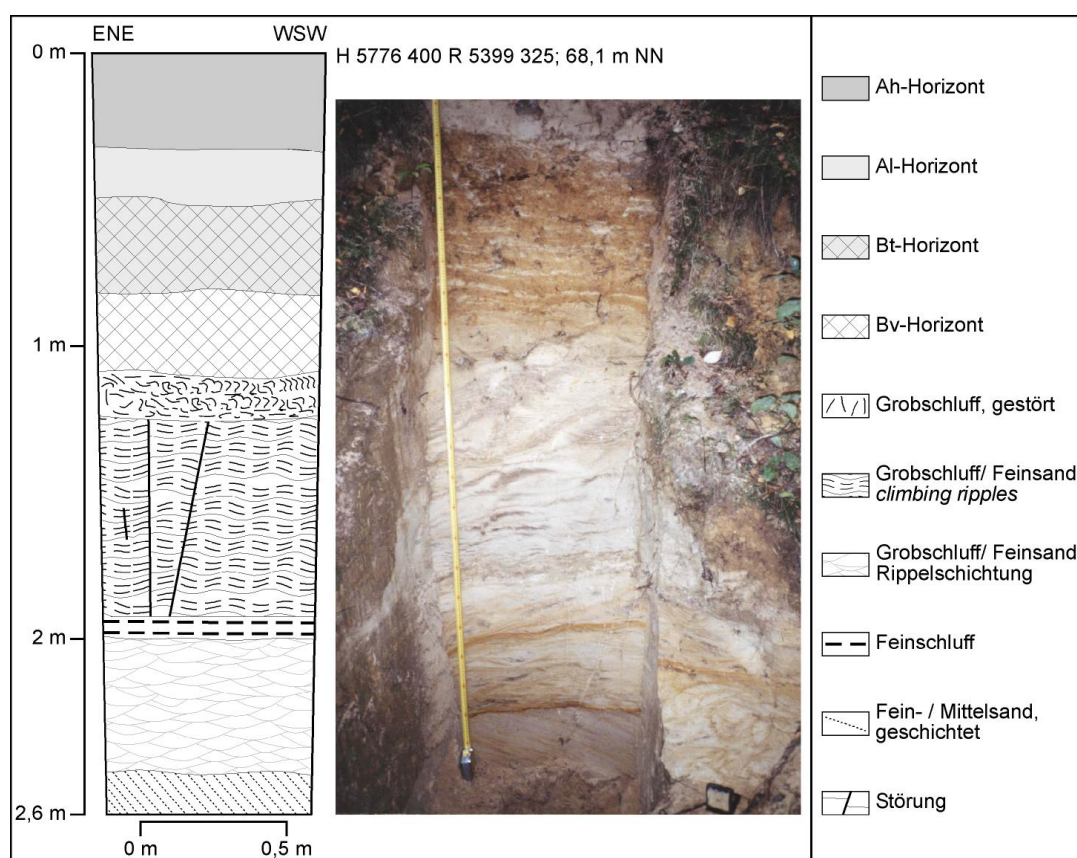 ENE WSW
0 m
H 5776 400 R 5399 325; 68,1 m NN
1 m
2 m
2,6 m
0 m 0,5 m
Ah-Horizont
Al-Horizont
Bt-Horizont
Bv-Horizont
Grobschluff, gestört
Grobschluff/ Feinsand
climbing ripples
Grobschluff/ Feinsand
Rippelschichtung
Feinschluff
Fein- / Mittelsand,
geschichtet
Störung